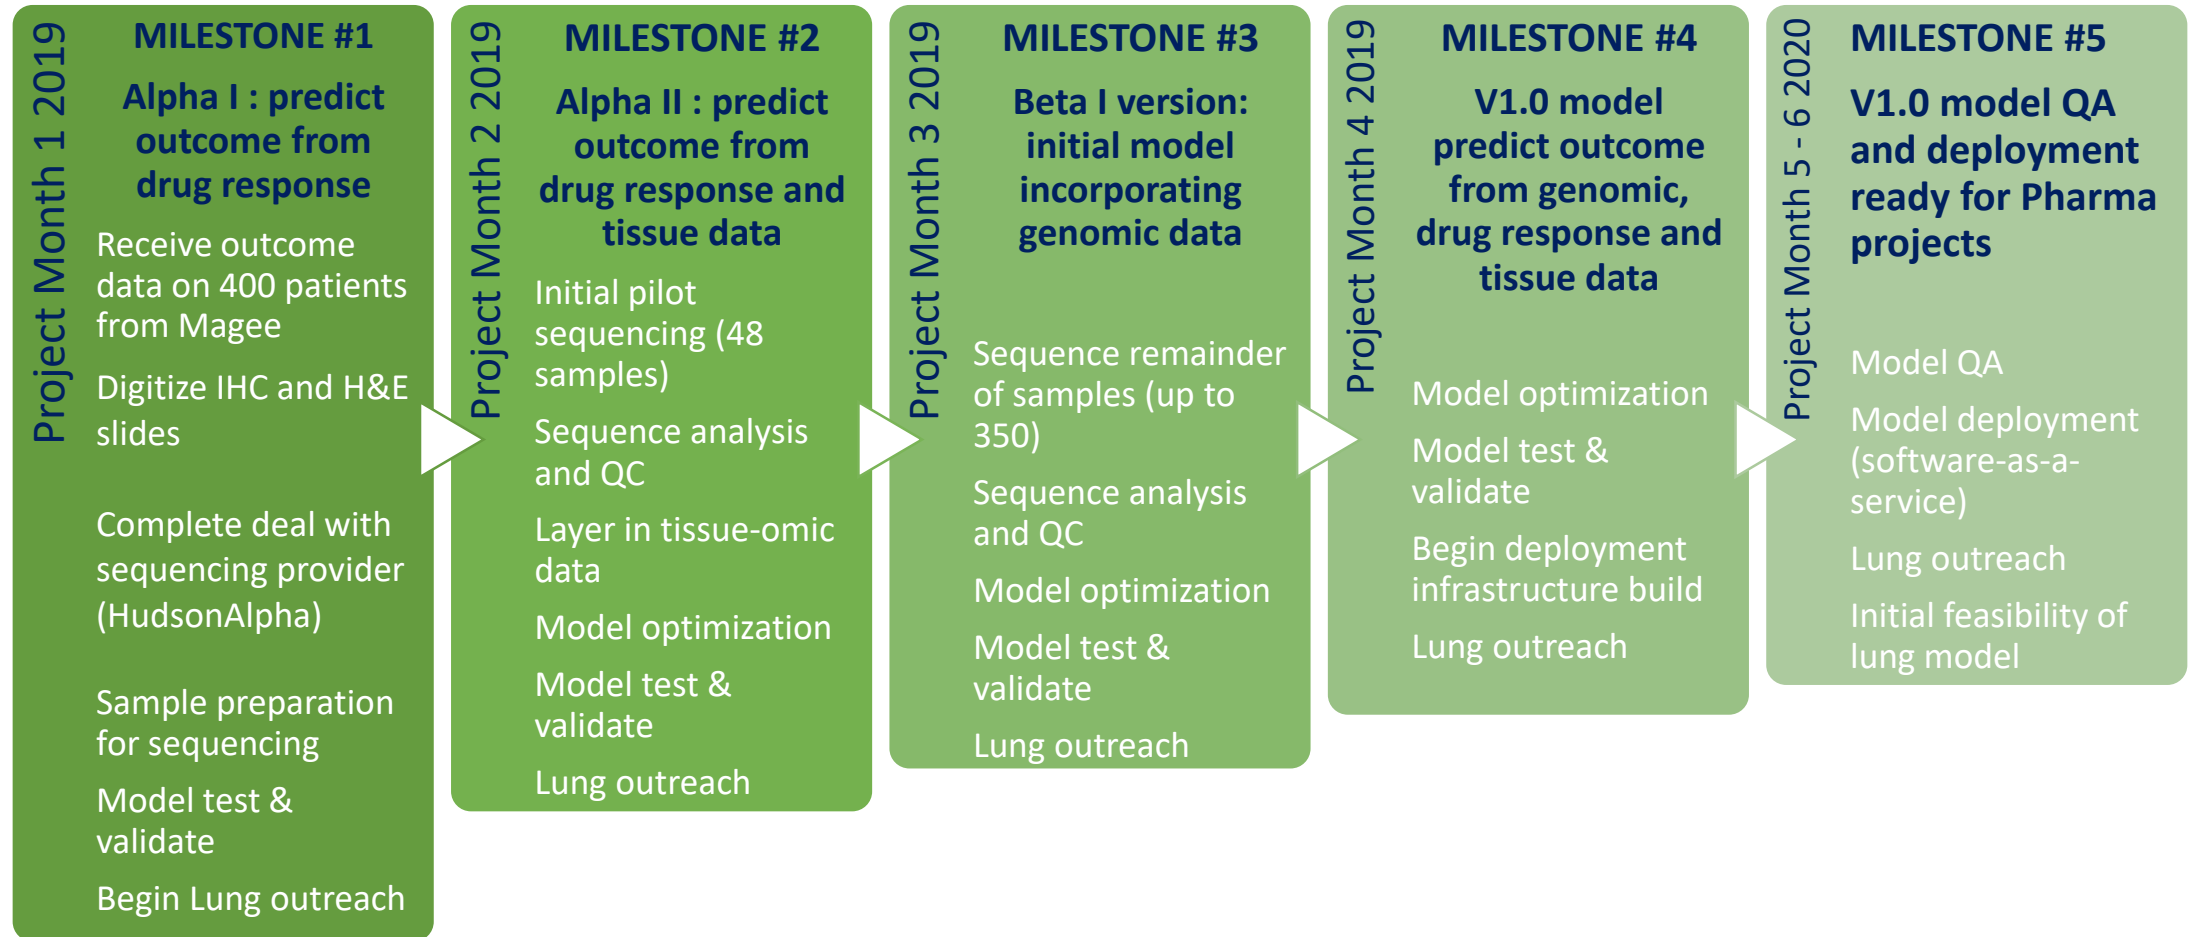 Project Month 1 2019
MILESTONE #1
Alpha I : predict
outcome from
drug response
Receive outcome
data on 400 patients
from Magee
Digitize IHC and H&E
slides
Complete deal with
sequencing provider
(HudsonAlpha)
Sample preparation
for sequencing
Model test &
validate
Begin Lung outreach
Project Month 2 2019
MILESTONE #2
Alpha II : predict
outcome from
drug response and
tissue data
Initial pilot
sequencing (48
samples)
Sequence analysis
and QC
Layer in tissue-omic
data
Model optimization
Model test &
validate
Lung outreach
Project Month 3 2019
MILESTONE #3
Beta I version:
initial model
incorporating
genomic data
Sequence remainder
of samples (up to
350)
Sequence analysis
and QC
Model optimization
Model test &
validate
Lung outreach
Project Month 4 2019
MILESTONE #4
V1.0 model
predict outcome
from genomic,
drug response and
tissue data
Model optimization
Model test &
validate
Begin deployment
infrastructure build
Lung outreach
Project Month 5 - 6 2020
MILESTONE #5
V1.0 model QA
and deployment
ready for Pharma
projects
Model QA
Model deployment
(software-as-a-
service)
Lung outreach
Initial feasibility of
lung model